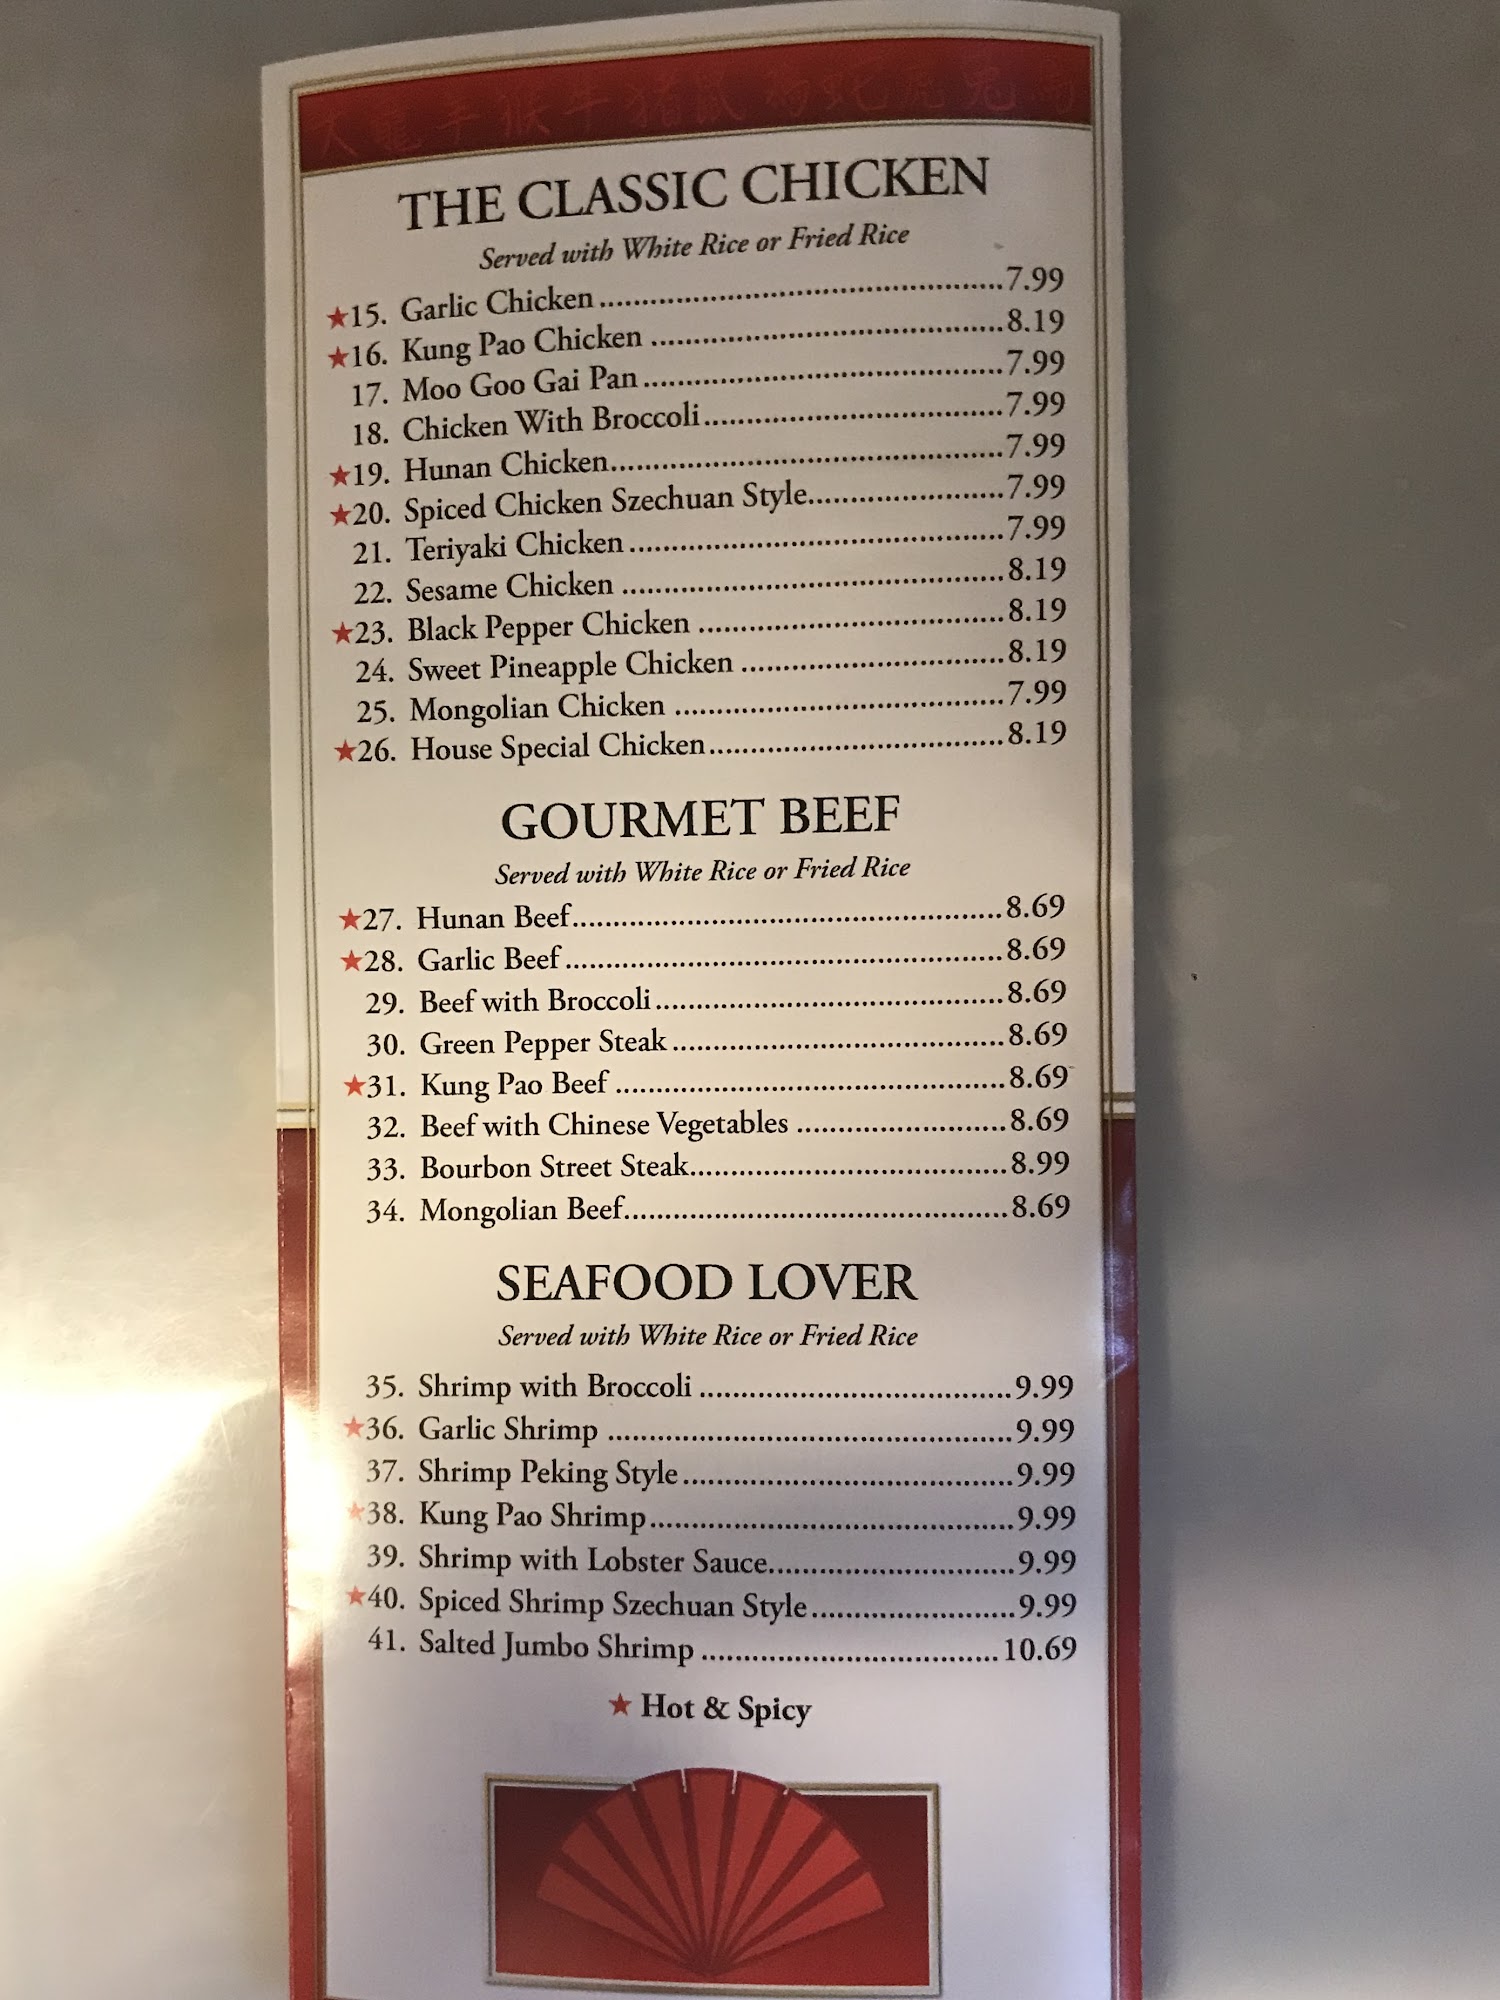 THE CLASSIC CHICKEN
Served with White Rice or Fried Rice
★15. Garlic Chicken 7.99
★16. Kung Pao Chicken 8.19
17. Moo Goo Gai Pan 7.99
18. Chicken With Broccoli 7.99
★19. Hunan Chicken 7.99
★20. Spiced Chicken Szechuan Style 7.99
21. Teriyaki Chicken 7.99
22. Sesame Chicken 8.19
★23. Black Pepper Chicken 8.19
24. Sweet Pineapple Chicken 8.19
25. Mongolian Chicken 7.99
★26. House Special Chicken 8.19
GOURMET BEEF
Served with White Rice or Fried Rice
★27. Hunan Beef 8.69
★28. Garlic Beef 8.69
29. Beef with Broccoli 8.69
30. Green Pepper Steak 8.69
★31. Kung Pao Beef 8.69
32. Beef with Chinese Vegetables 8.69
33. Bourbon Street Steak 8.99
34. Mongolian Beef 8.69
SEAFOOD LOVER
Served with White Rice or Fried Rice
35. Shrimp with Broccoli 9.99
★36. Garlic Shrimp 9.99
37. Shrimp Peking Style 9.99
★38. Kung Pao Shrimp 9.99
39. Shrimp with Lobster Sauce 9.99
★40. Spiced Shrimp Szechuan Style 9.99
41. Salted Jumbo Shrimp 10.69
★ Hot & Spicy